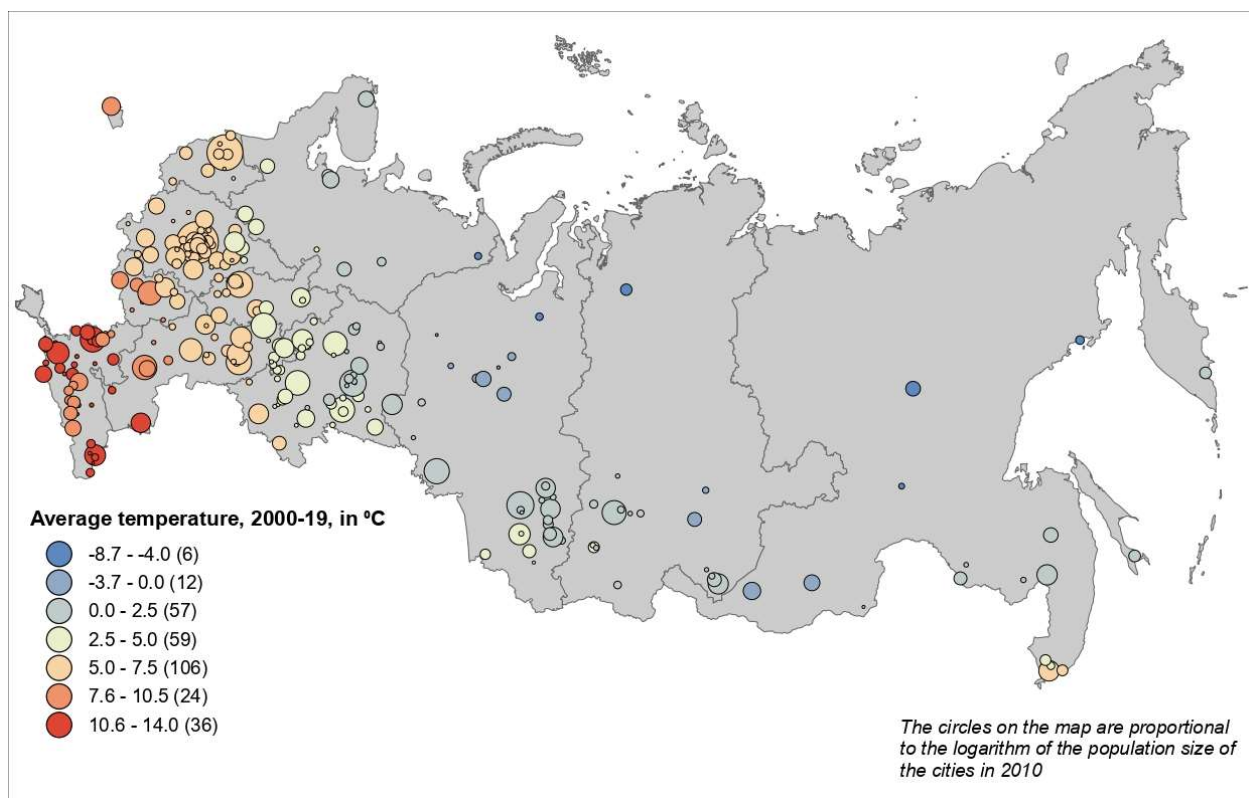 Average temperature, 2000-19, in ºC
-8.7 - -4.0 (6)
-3.7 - 0.0 (12)
0.0 - 2.5 (57)
2.5 - 5.0 (59)
5.0 - 7.5 (106)
7.6 - 10.5 (24)
10.6 - 14.0 (36)
The circles on the map are proportional
to the logarithm of the population size of
the cities in 2010